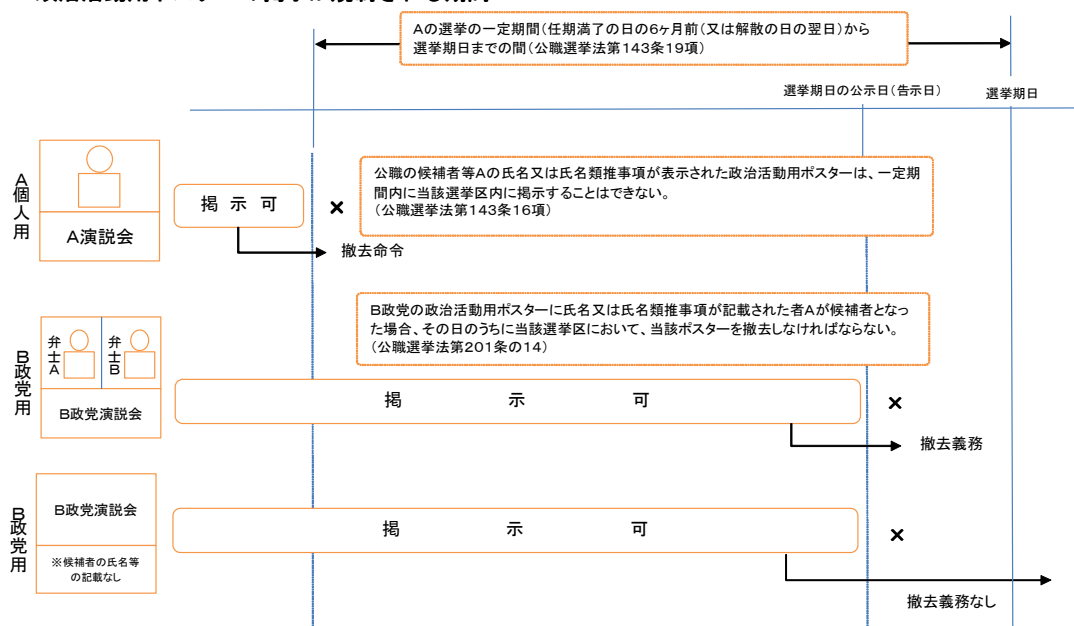 Aの選挙の一定期間(任期満了の日の6ヶ月前(又は解散の日の翌日)から
選挙期日までの間(公職選挙法第143条19項)
選挙期日の公示日(告示日)
選挙期日
A個人用
A演説会
掲示可
×
公職の候補者等Aの氏名又は氏名類推事項が表示された政治活動用ポスターは、一定期
間内に当該選挙区内に掲示することはできない。
(公職選挙法第143条16項)
撤去命令
B政党の政治活動用ポスターに氏名又は氏名類推事項が記載された者Aが候補者となっ
た場合、その日のうちに当該選挙区において、当該ポスターを撤去しなければならない。
(公職選挙法第201条の14)
B政党用
弁士A
弁士B
B政党演説会
掲示可
×
撤去義務
B政党用
B政党演説会
※候補者の氏名等
の記載なし
掲示可
×
撤去義務なし